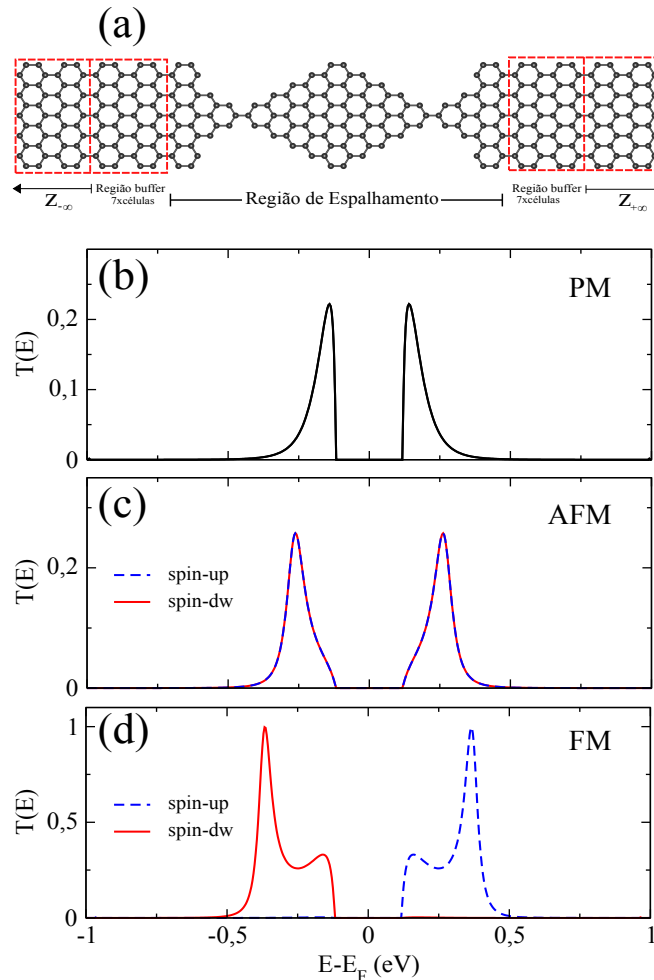 (a)
Região buffer
7xcélulas
Região de Espalhamento
Região buffer
7xcélulas
Z-∞
Z+∞
(b)
PM
T(E)
0,2
0,1
0
(c)
AFM
spin-up
spin-dw
T(E)
0,2
0
(d)
FM
spin-up
spin-dw
T(E)
1
0,5
0
-1
-0,5
0
0,5
1
E-EF (eV)